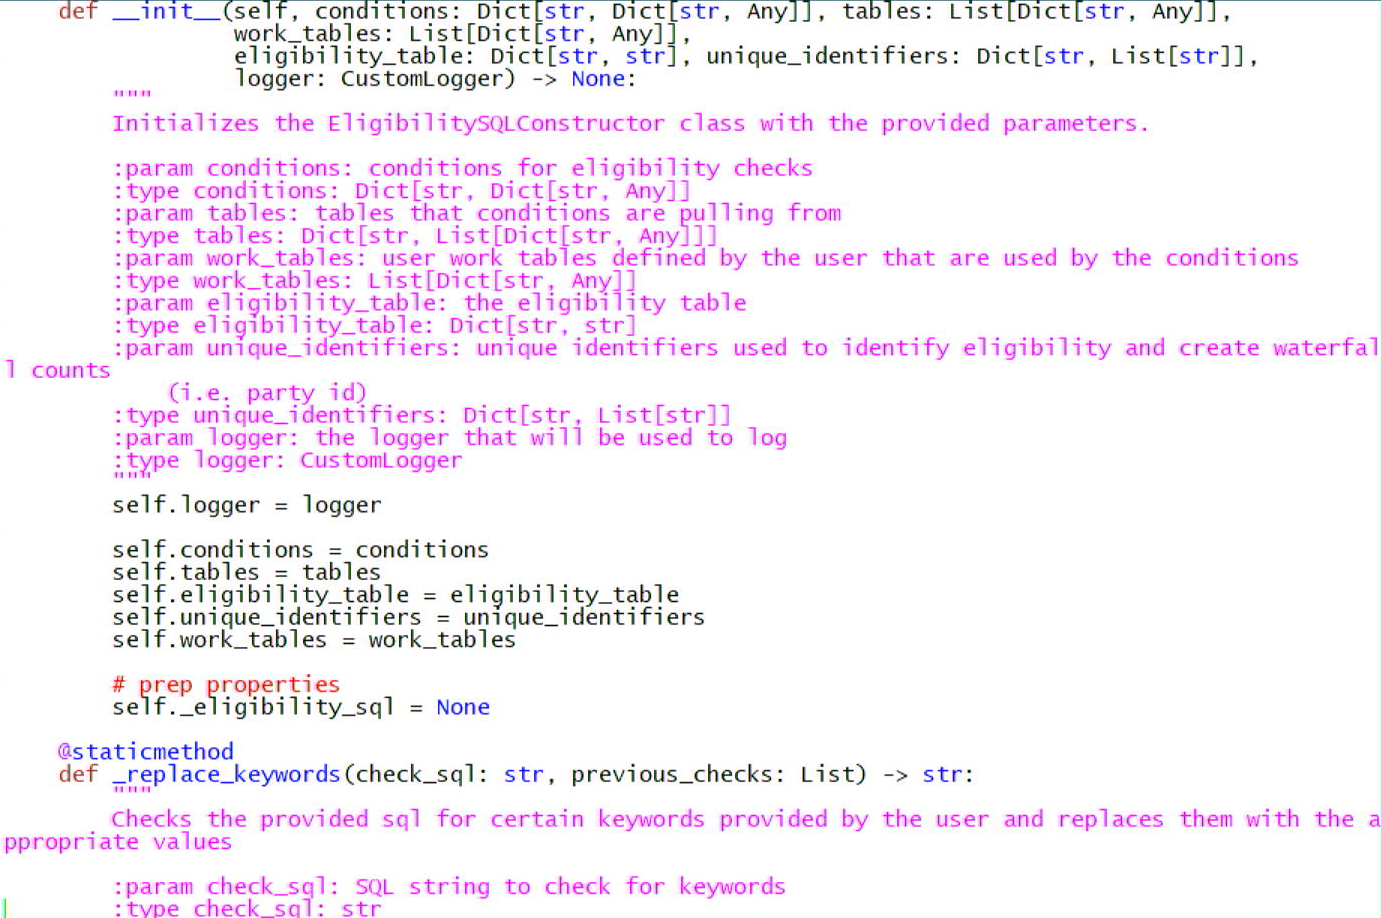 def __init__(self, conditions: Dict[str, Dict[str, Any]], tables: List[Dict[str, Any]],
                 work_tables: List[Dict[str, Any]],
                 eligibility_table: Dict[str, str], unique_identifiers: Dict[str, List[str]],
                 logger: CustomLogger) -> None:
        """
        Initializes the EligibilitySQLConstructor class with the provided parameters.

        :param conditions: conditions for eligibility checks
        :type conditions: Dict[str, Dict[str, Any]]
        :param tables: tables that conditions are pulling from
        :type tables: Dict[str, List[Dict[str, Any]]]
        :param work_tables: user work tables defined by the user that are used by the conditions
        :type work_tables: List[Dict[str, Any]]
        :param eligibility_table: the eligibility table
        :type eligibility_table: Dict[str, str]
        :param unique_identifiers: unique identifiers used to identify eligibility and create waterfal
l counts
            (i.e. party id)
        :type unique_identifiers: Dict[str, List[str]]
        :param logger: the logger that will be used to log
        :type logger: CustomLogger
        """
        self.logger = logger

        self.conditions = conditions
        self.tables = tables
        self.eligibility_table = eligibility_table
        self.unique_identifiers = unique_identifiers
        self.work_tables = work_tables

        # prep properties
        self._eligibility_sql = None

    @staticmethod
    def _replace_keywords(check_sql: str, previous_checks: List) -> str:
        """
        Checks the provided sql for certain keywords provided by the user and replaces them with the a
ppropriate values

        :param check_sql: SQL string to check for keywords
        :type check_sql: str